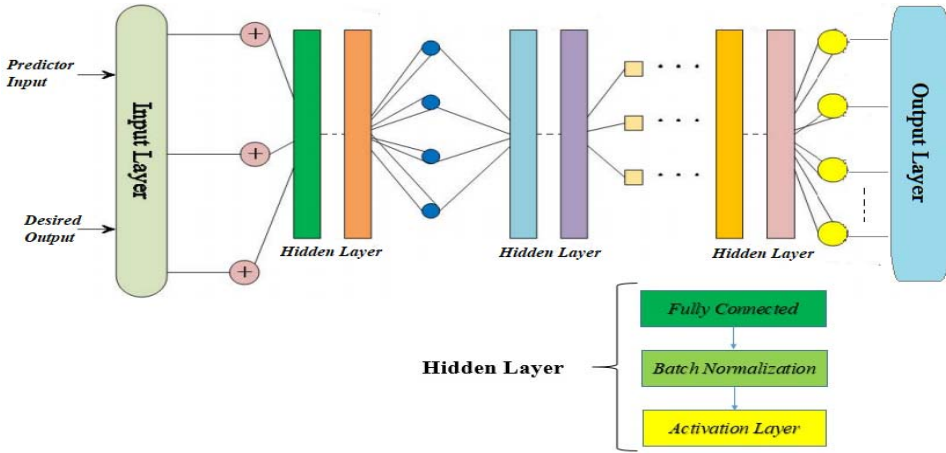 Predictor
Input
Input Layer
Desired
Output
+
+
+
Hidden Layer
Hidden Layer
Hidden Layer
Output Layer
Hidden Layer
Fully Connected
Batch Normalization
Activation Layer